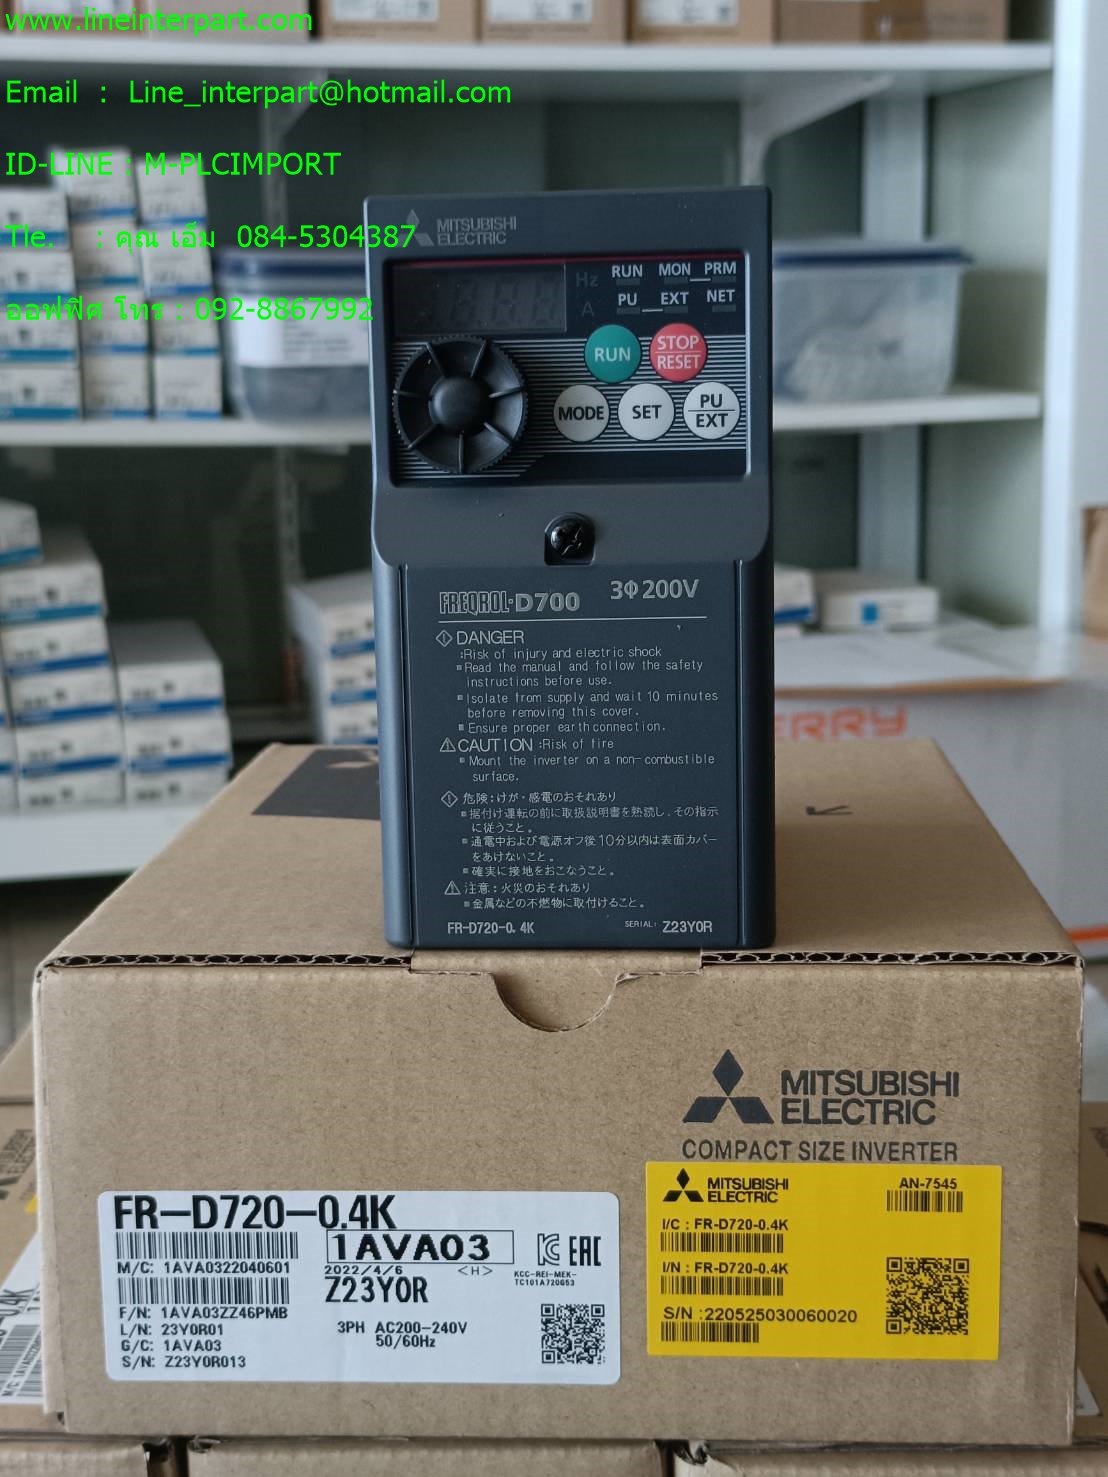 www.lineinterpart.com
Email : Line_interpart@hotmail.com
ID-LINE : M-PLCIMPORT
Tle. : คุณ เอ็ม 084-5304387
ออฟฟิศ โทร : 092-8867992
MITSUBISHI
ELECTRIC
Hz RUN MON PRM
A PU EXT NET
RUN
STOP
RESET
MODE
SET
PU
EXT
FREQROL-D700 3Φ200V
DANGER
:Risk of injury and electric shock
Read the manual and follow the safety
instructions before use.
Isolate from supply and wait 10 minutes
before removing this cover.
Ensure proper earth connection.
CAUTION :Risk of fire
Mount the inverter on a non-combustible
surface.
危険:けが・感電のおそれあり
据付け運転の前に取扱説明書を熟読し、その指示
に従うこと。
通電中および電源オフ後10分以内は表面カバー
をあけないこと。
確実に接地をおこなうこと。
注意:火災のおそれあり
金属などの不燃物に取付けること。
FR-D720-0.4K SERIAL: Z23Y0R
ERRY
MITSUBISHI
ELECTRIC
COMPACT SIZE INVERTER
FR-D720-0.4K
1AVA03
M/C: 1AVA0322040601
2022/4/6 <H>
KCC-REI-MEK-
TC101A720G53
EAC
Z23Y0R
F/N: 1AVA03ZZ46PMB
L/N: 23Y0R01
G/C: 1AVA03
S/N: Z23Y0R013
3PH AC200-240V
50/60Hz
MITSUBISHI
ELECTRIC
AN-7545
I/C : FR-D720-0.4K
I/N : FR-D720-0.4K
S/N :220525030060020